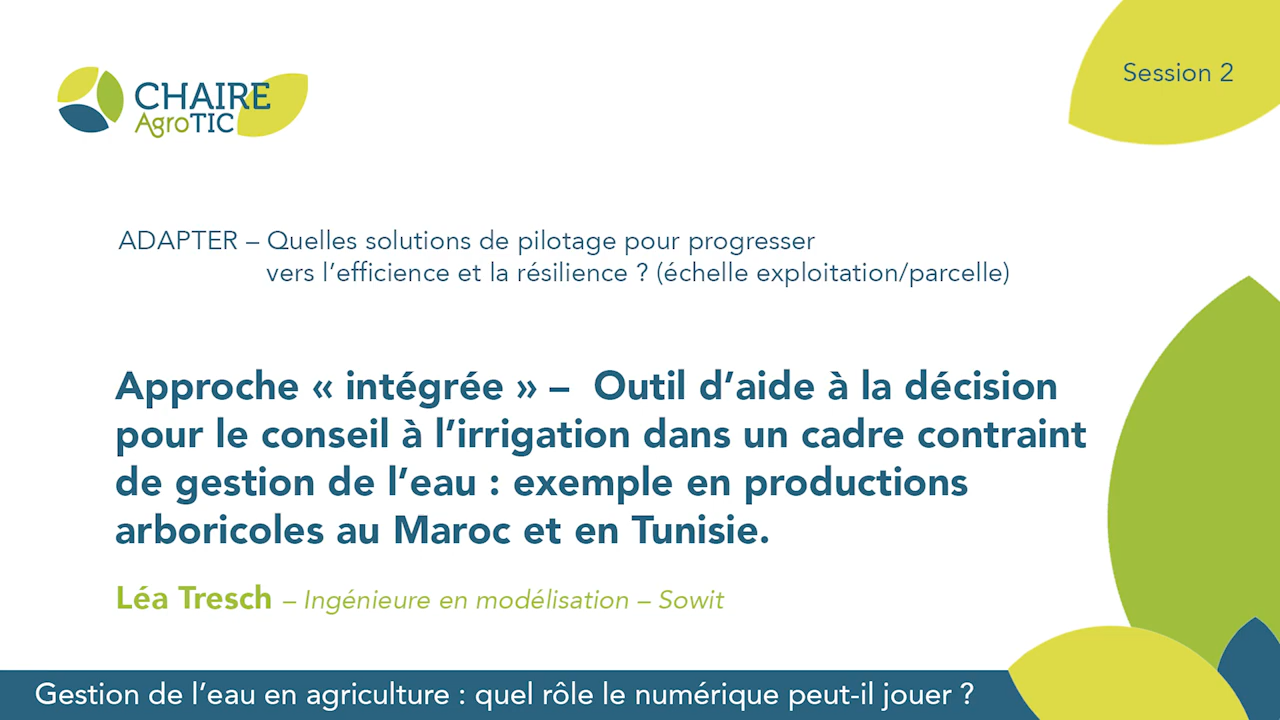 CHAIRE
AgroTIC
Session 2
ADAPTER – Quelles solutions de pilotage pour progresser
vers l’efficience et la résilience ? (échelle exploitation/parcelle)
Approche « intégrée » – Outil d’aide à la décision
pour le conseil à l’irrigation dans un cadre contraint
de gestion de l’eau : exemple en productions
arboricoles au Maroc et en Tunisie.
Léa Tresch – Ingénieure en modélisation – Sowit
Gestion de l’eau en agriculture : quel rôle le numérique peut-il jouer ?